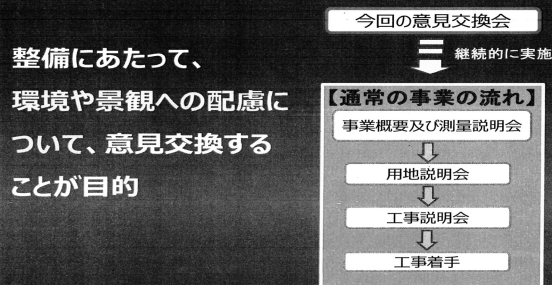 整備にあたって、
環境や景観への配慮に
ついて、意見交換する
ことが目的
今回の意見交換会
継続的に実施
【通常の事業の流れ】
事業概要及び測量説明会
用地説明会
工事説明会
工事着手